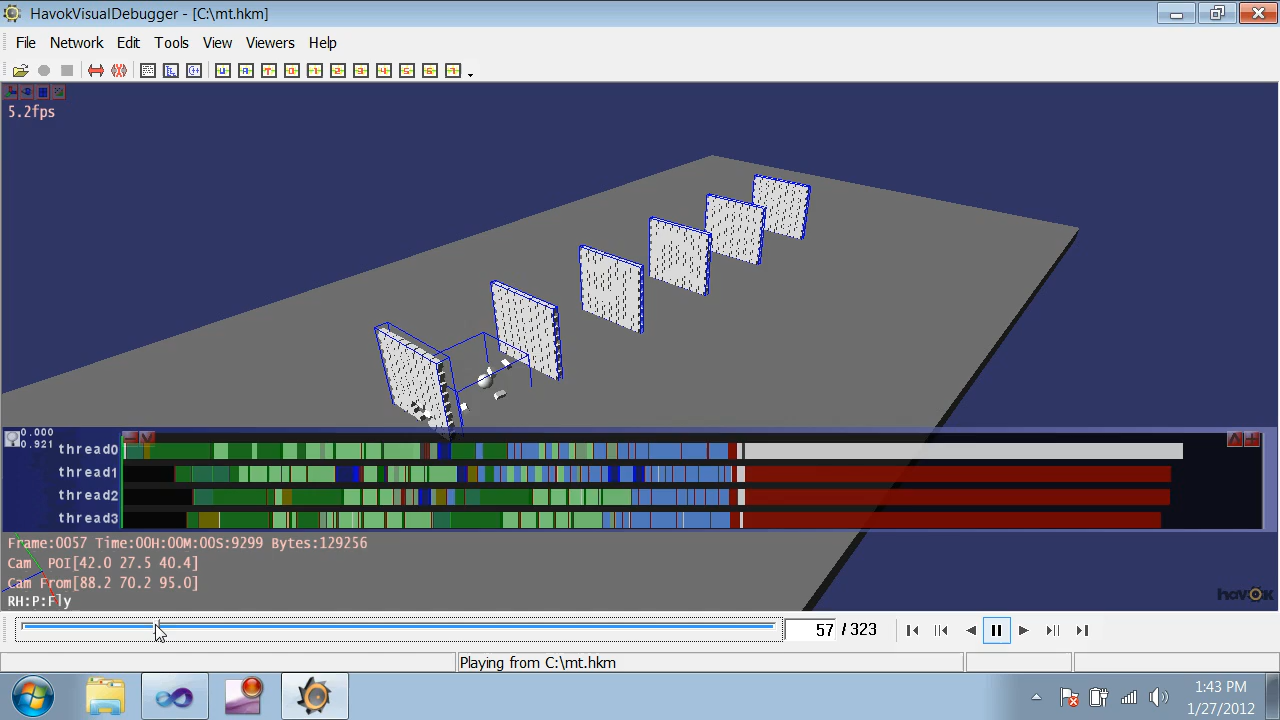 HavokVisualDebugger - [C:\mt.hkm]
File Network Edit Tools View Viewers Help
5.2fps
0.000
0.921
thread0
thread1
thread2
thread3
Frame:0057 Time:00H:00M:00S:9299 Bytes:129256
Cam POI[42.0 27.5 40.4]
Cam From[88.2 70.2 95.0]
RH:P:Fly
havok
57 / 323
Playing from C:\mt.hkm
1:43 PM
1/27/2012